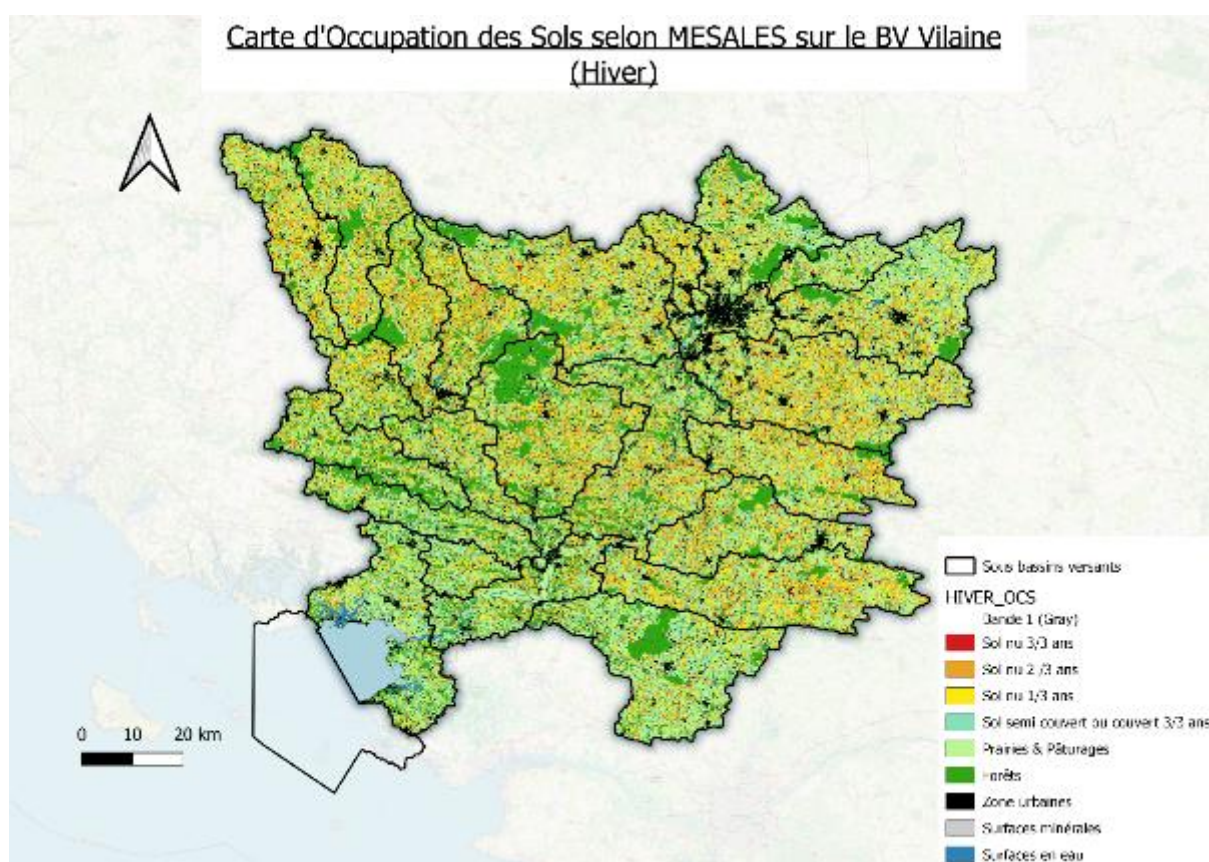 Carte d'Occupation des Sols selon MESALES sur le BV Vilaine
(Hiver)
0 10 20 km
Sous bassins versants
HIVER_OCS
Bande 1 (Gray)
Sol nu 3/3 ans
Sol nu 2 /3 ans
Sol nu 1/3 ans
Sol semi couvert ou couvert 3/3 ans
Prairies & Pâturages
Forêts
Zone urbaines
Surfaces minérales
Surfaces en eau